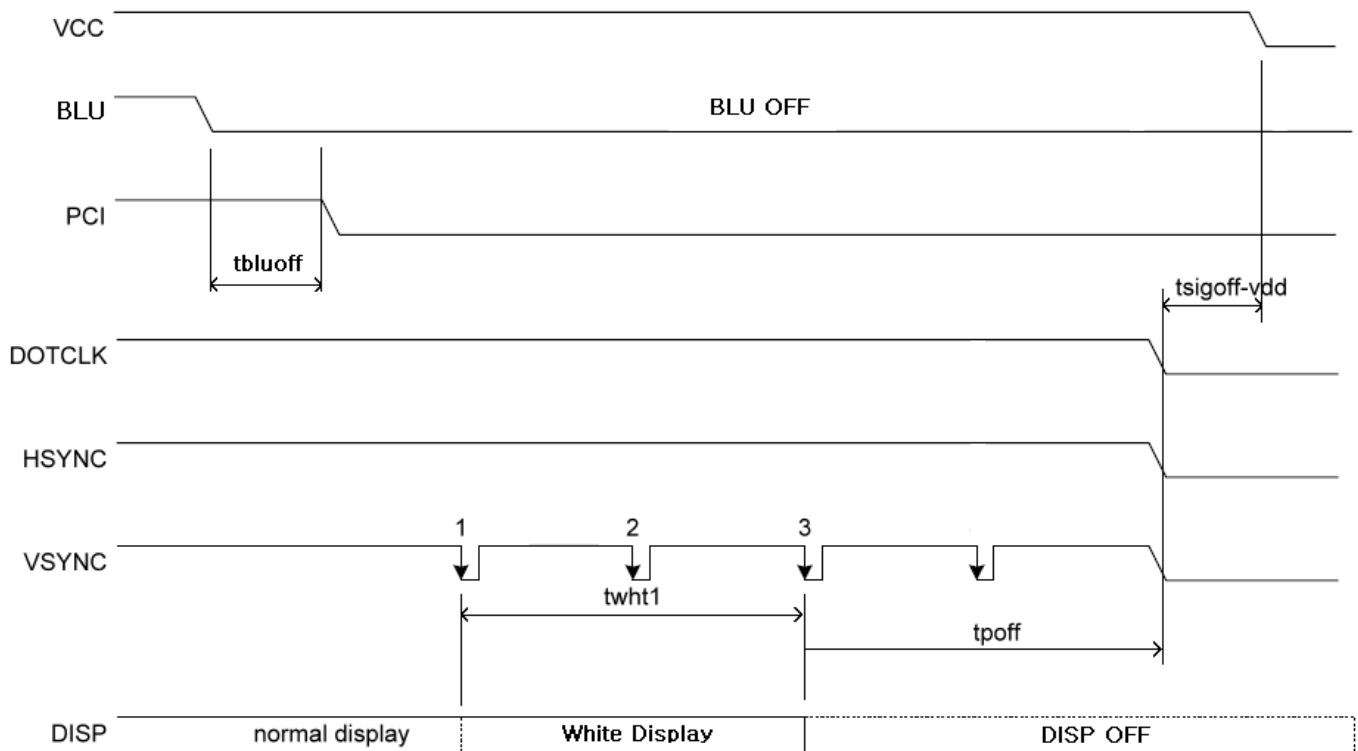 VCC
BLU
BLU OFF
PCI
tbluoff
tsigoff-vdd
DOTCLK
HSYNC
1 2 3
VSYNC
twht1
tpoff
DISP normal display White Display DISP OFF